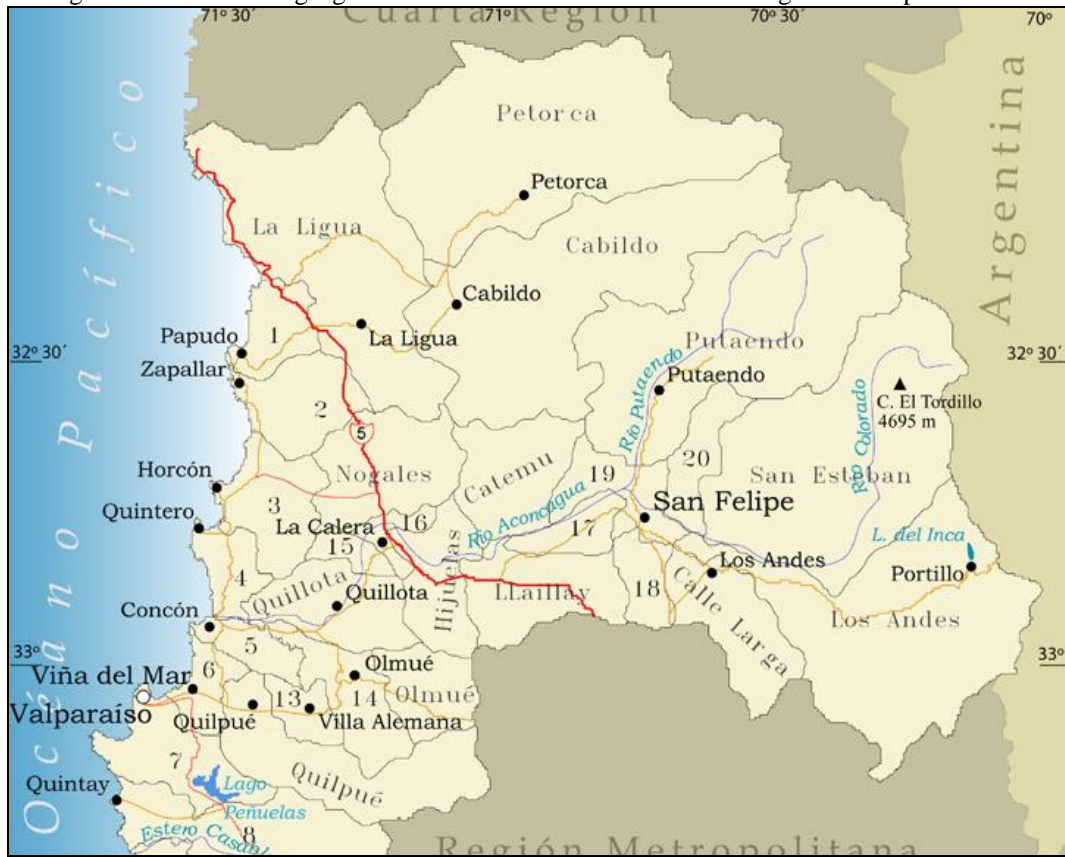 Cuarta Región
71° 30´
71°
70° 30´
70°
Océano Pacífico
Argentina
Petorca
Petorca
La Ligua
Cabildo
Cabildo
Papudo
1
La Ligua
32° 30´
32° 30´
Zapallar
Putaendo
Putaendo
Río Putaendo
Río Colorado
C. El Tordillo
4695 m
2
5
Horcón
Nogales
Catemu
19
20
San Esteban
Quintero
3
La Calera
16
Río Aconcagua
San Felipe
17
15
L. del Inca
4
Quillota
Quillota
Hijuelas
LLaillay
18
Calle Larga
Los Andes
Portillo
Concón
Los Andes
5
33°
33°
Viña del Mar
6
Olmué
Valparaíso
13
14
Olmué
Quilpué
Villa Alemana
7
Quilpué
Quintay
Lago
Peñuelas
Estero Casabl
8
Región Metropolitana